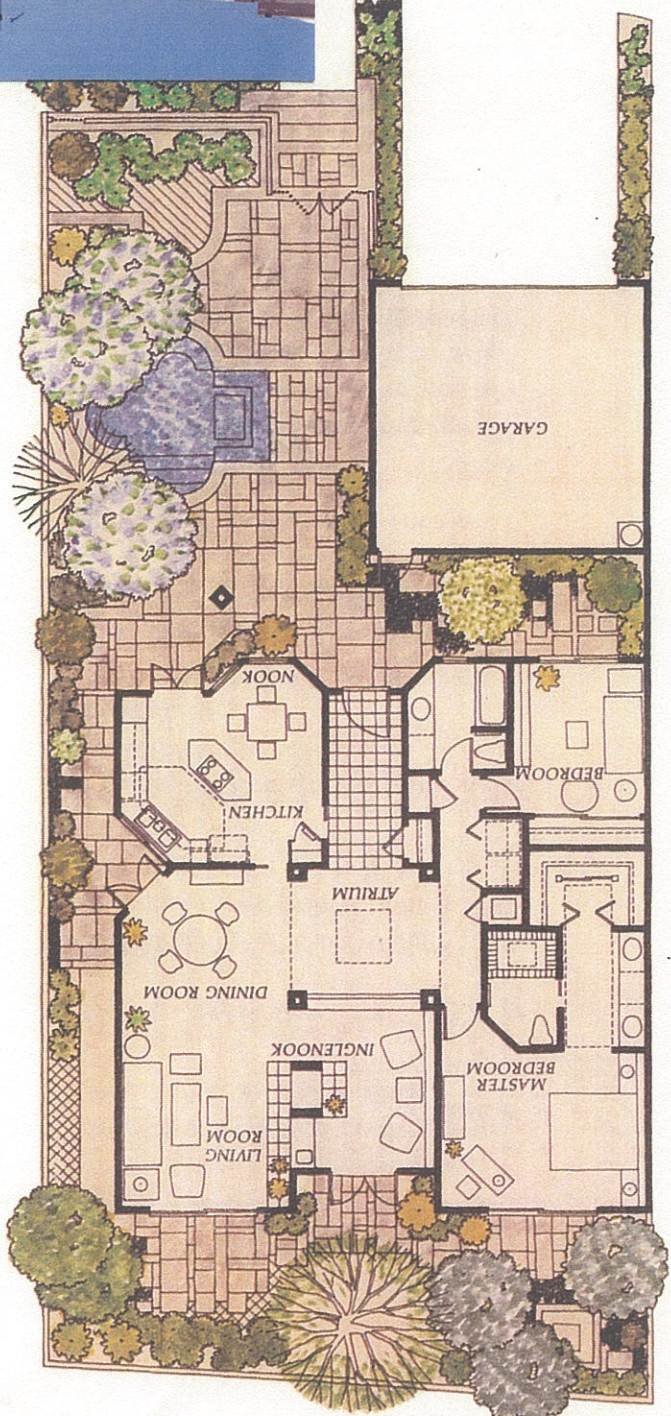 LIVING
ROOM
MASTER
BEDROOM
INGLENOOK
DINING ROOM
ATRIUM
KITCHEN
BEDROOM
NOOK
GARAGE